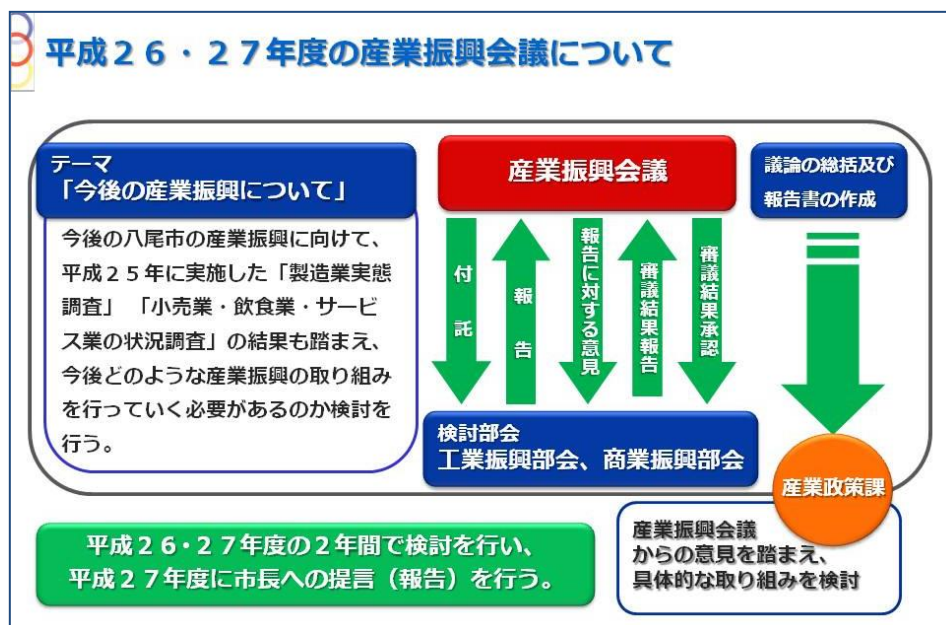 平成２６・２７年度の産業振興会議について
テーマ
「今後の産業振興について」
今後の八尾市の産業振興に向けて、
平成２５年に実施した「製造業実態
調査」「小売業・飲食業・サービ
ス業の状況調査」の結果も踏まえ、
今後どのような産業振興の取り組み
を行っていく必要があるのか検討を
行う。
産業振興会議
付託
報告
報告に対する意見
審議結果報告
審議結果承認
検討部会
工業振興部会、商業振興部会
議論の総括及び
報告書の作成
産業政策課
産業振興会議
からの意見を踏まえ、
具体的な取り組みを検討
平成２６・２７年度の２年間で検討を行い、
平成２７年度に市長への提言（報告）を行う。